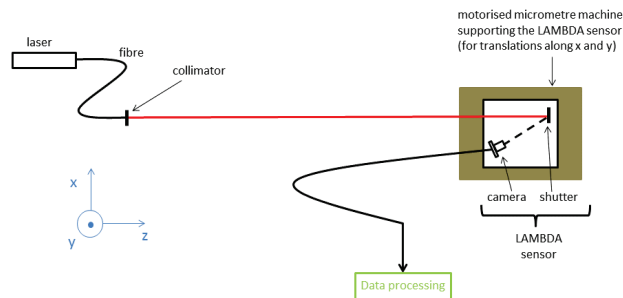 motorised micrometre machine
supporting the LAMBDA sensor
(for translations along x and y)
laser
fibre
collimator
x
y
z
camera
shutter
LAMBDA
sensor
Data processing